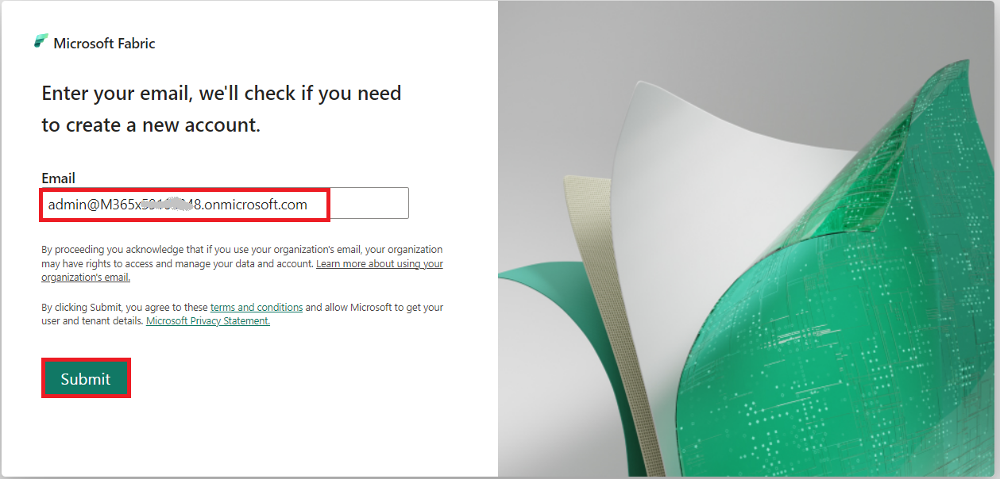 Microsoft Fabric
Enter your email, we'll check if you need
to create a new account.
Email
admin@M365x 48.onmicrosoft.com
By proceeding you acknowledge that if you use your organization's email, your organization
may have rights to access and manage your data and account. Learn more about using your
organization's email.
By clicking Submit, you agree to these terms and conditions and allow Microsoft to get your
user and tenant details. Microsoft Privacy Statement.
Submit